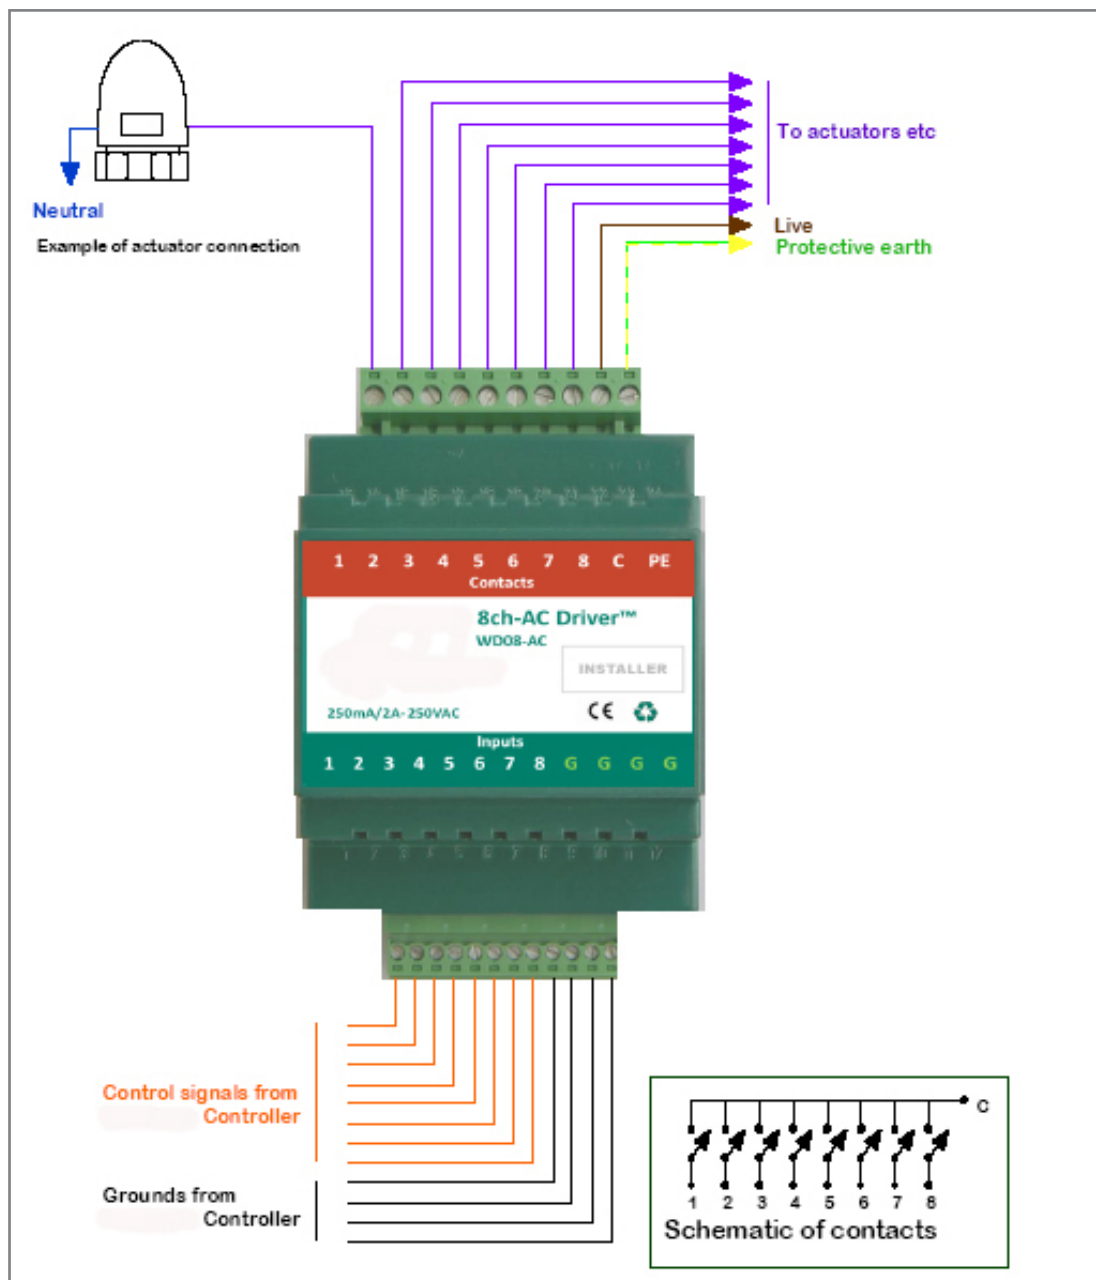 To actuators etc
Neutral
Live
Example of actuator connection
Protective earth
1 2 3 4 5 6 7 8 C PE
Contacts
8ch-AC Driver™
WD08-AC
INSTALLER
250mA/2A-250VAC
CE
Inputs
1 2 3 4 5 6 7 8 G G G G
Control signals from
Controller
Grounds from
Controller
C
1 2 3 4 5 6 7 8
Schematic of contacts